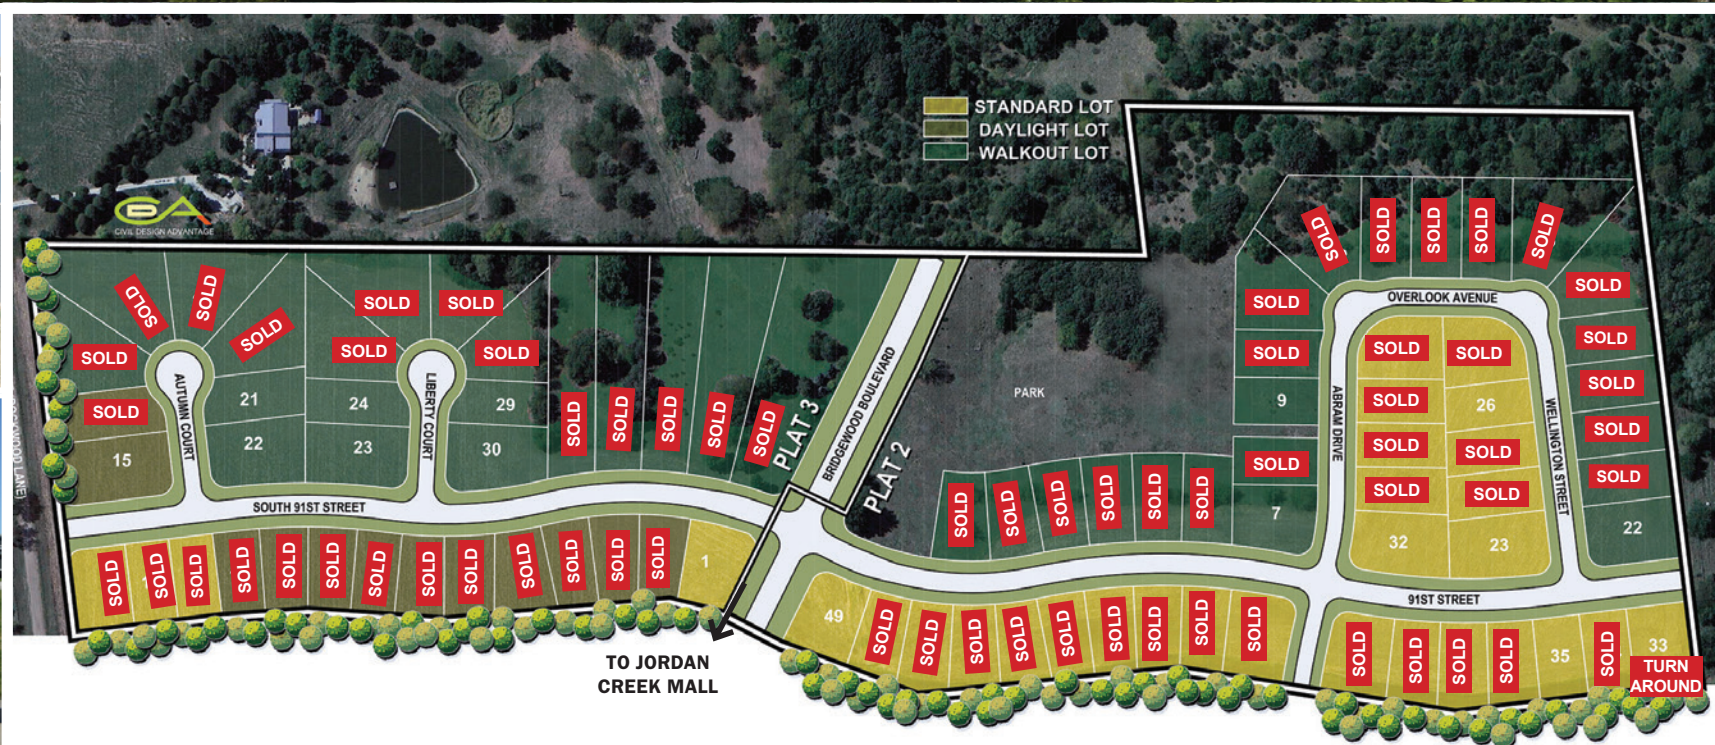 STANDARD LOT
DAYLIGHT LOT
WALKOUT LOT
CDA
CIVIL DESIGN ADVANTAGE
SOLD
SOLD
SOLD
SOLD
SOLD
15
AUTUMN COURT
21
22
SOLD
SOLD
SOLD
SOLD
24
23
LIBERTY COURT
29
30
SOLD
SOLD
SOLD
SOLD
SOLD
PLAT 3
BRIDGEWOOD BOULEVARD
PLAT 2
SOUTH 91ST STREET
SOLD
SOLD
SOLD
SOLD
SOLD
SOLD
SOLD
SOLD
SOLD
SOLD
SOLD
SOLD
SOLD
1
TO JORDAN
CREEK MALL
PARK
SOLD
SOLD
SOLD
SOLD
SOLD
SOLD
7
SOLD
9
SOLD
SOLD
SOLD
SOLD
SOLD
SOLD
SOLD
SOLD
SOLD
SOLD
SOLD
SOLD
22
OVERLOOK AVENUE
ABRAM DRIVE
WELLINGTON STREET
SOLD
SOLD
SOLD
26
SOLD
SOLD
SOLD
SOLD
32
23
91ST STREET
49
SOLD
SOLD
SOLD
SOLD
SOLD
SOLD
SOLD
SOLD
SOLD
SOLD
SOLD
SOLD
SOLD
35
SOLD
33
TURN
AROUND